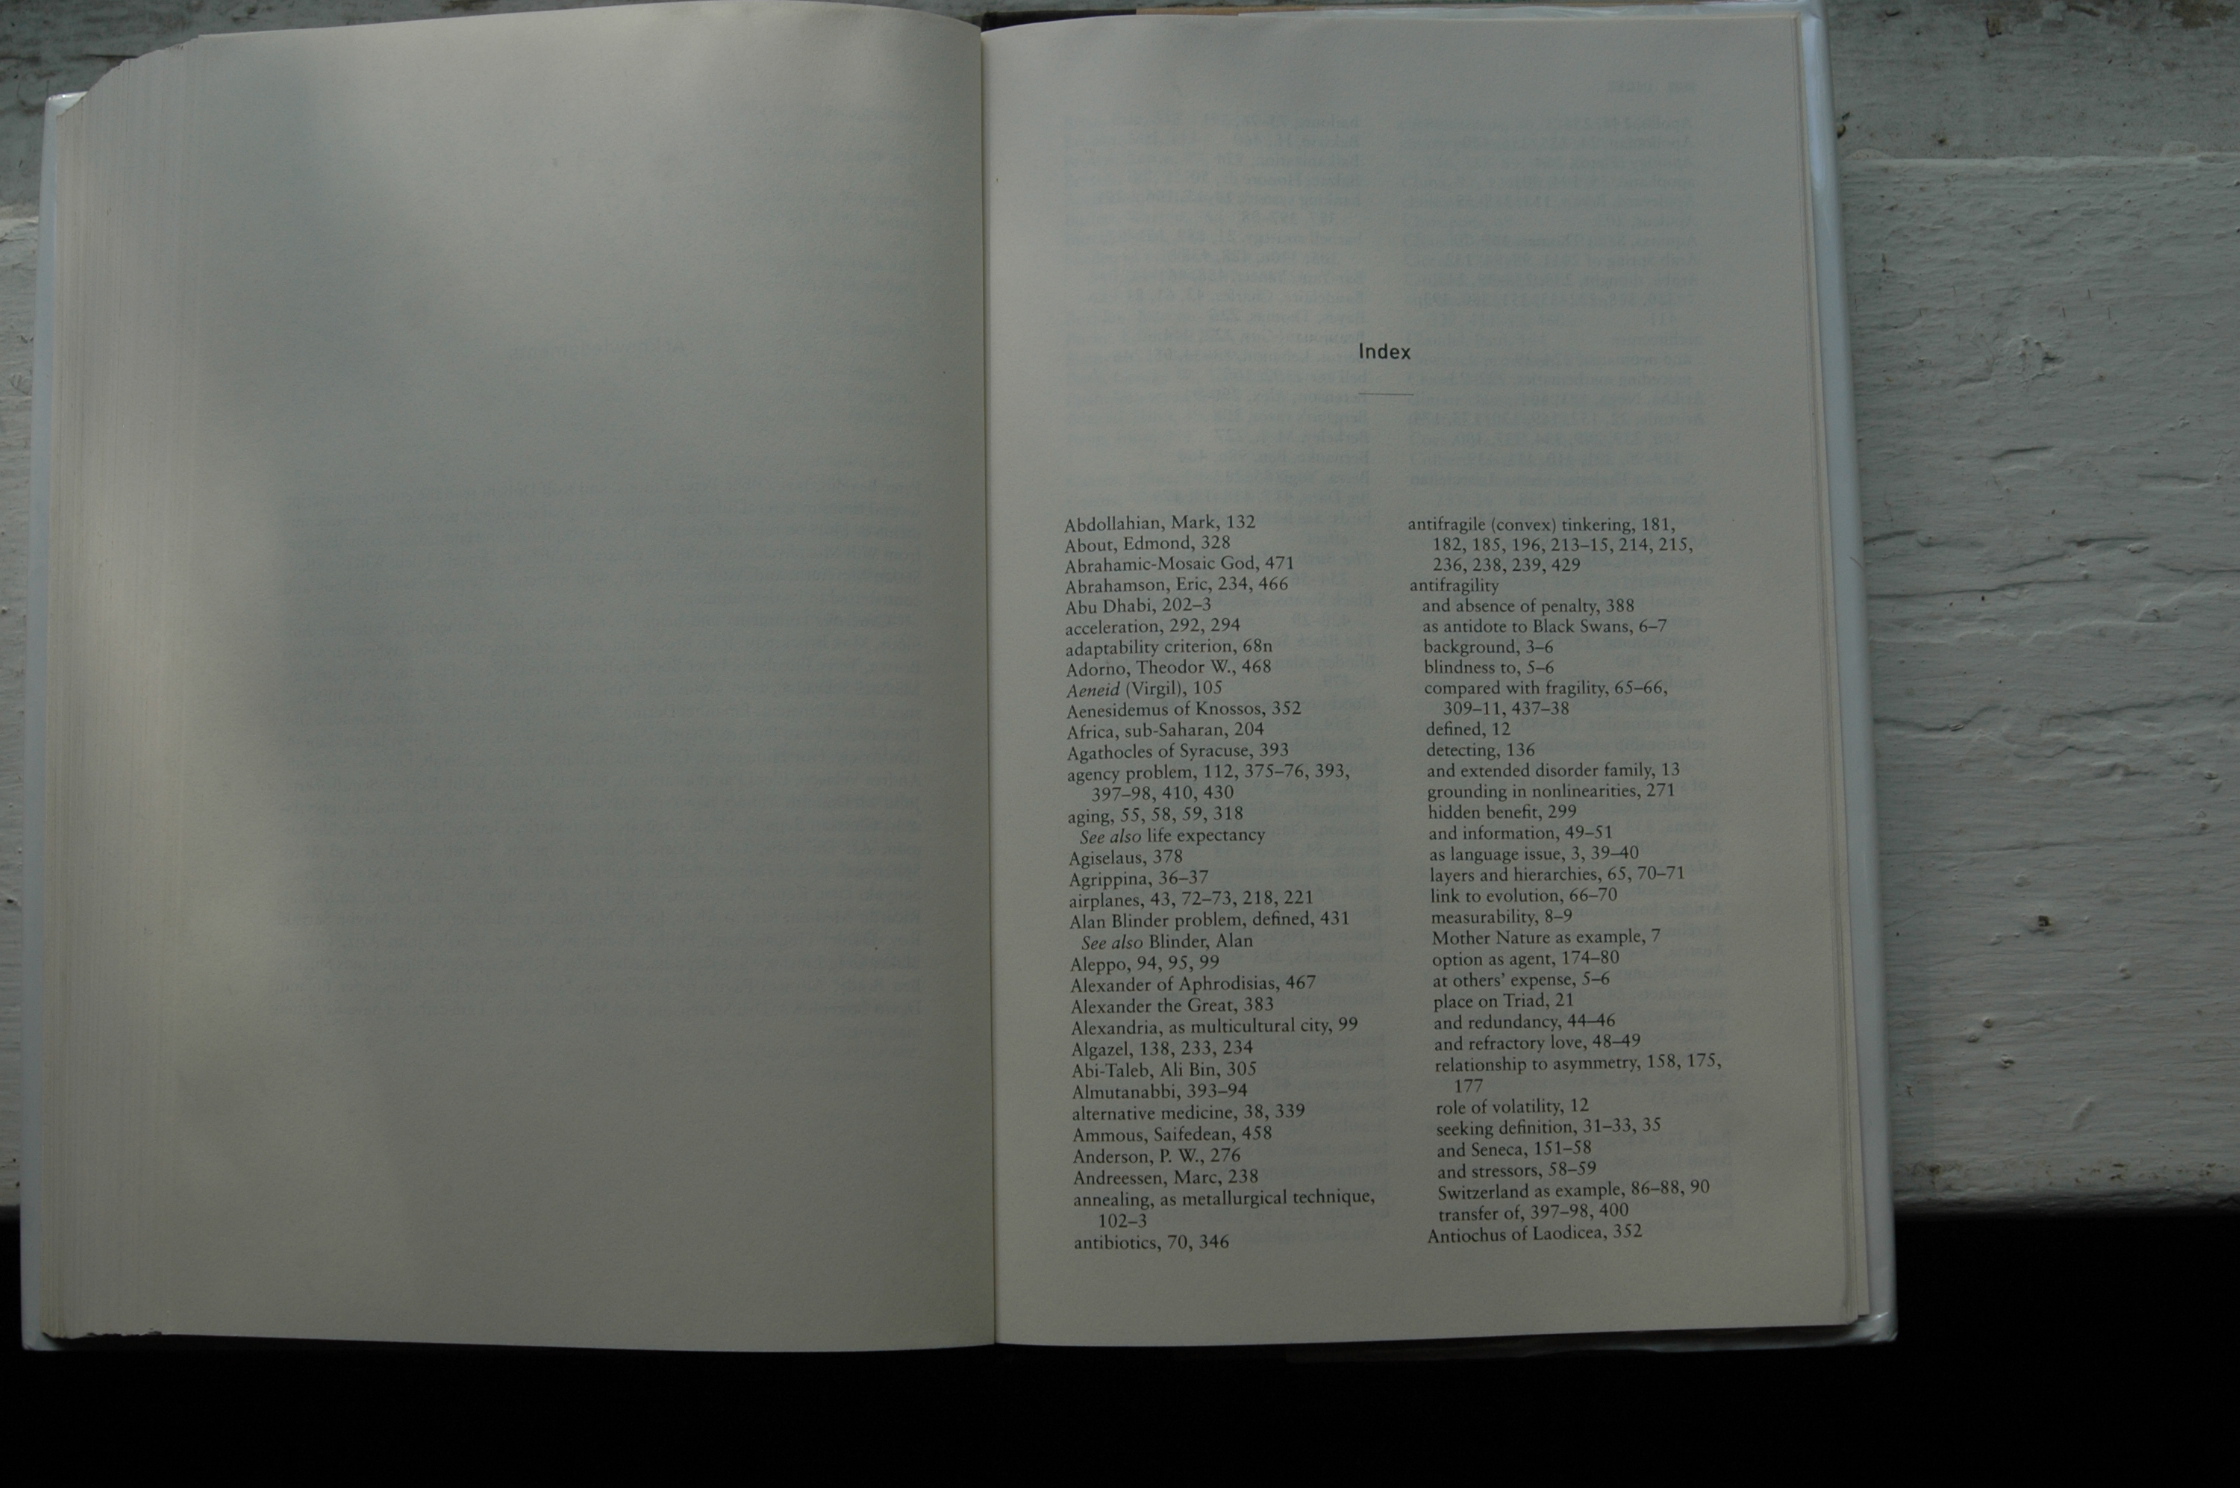 Index
Abdollahian, Mark, 132
About, Edmond, 328
Abrahamic-Mosaic God, 471
Abrahamson, Eric, 234, 466
Abu Dhabi, 202–3
acceleration, 292, 294
adaptability criterion, 68n
Adorno, Theodor W., 468
Aeneid (Virgil), 105
Aenesidemus of Knossos, 352
Africa, sub-Saharan, 204
Agathocles of Syracuse, 393
agency problem, 112, 375–76, 393,
397–98, 410, 430
aging, 55, 58, 59, 318
See also life expectancy
Agiselaus, 378
Agrippina, 36–37
airplanes, 43, 72–73, 218, 221
Alan Blinder problem, defined, 431
See also Blinder, Alan
Aleppo, 94, 95, 99
Alexander of Aphrodisias, 467
Alexander the Great, 383
Alexandria, as multicultural city, 99
Algazel, 138, 233, 234
Abi-Taleb, Ali Bin, 305
Almutanabbi, 393–94
alternative medicine, 38, 339
Ammous, Saifedean, 458
Anderson, P. W., 276
Andreessen, Marc, 238
annealing, as metallurgical technique,
102–3
antibiotics, 70, 346
antifragile (convex) tinkering, 181,
182, 185, 196, 213–15, 214, 215,
236, 238, 239, 429
antifragility
and absence of penalty, 388
as antidote to Black Swans, 6–7
background, 3–6
blindness to, 5–6
compared with fragility, 65–66,
309–11, 437–38
defined, 12
detecting, 136
and extended disorder family, 13
grounding in nonlinearities, 271
hidden benefit, 299
and information, 49–51
as language issue, 3, 39–40
layers and hierarchies, 65, 70–71
link to evolution, 66–70
measurability, 8–9
Mother Nature as example, 7
option as agent, 174–80
at others' expense, 5–6
place on Triad, 21
and redundancy, 44–46
and refractory love, 48–49
relationship to asymmetry, 158, 175,
177
role of volatility, 12
seeking definition, 31–33, 35
and Seneca, 151–58
and stressors, 58–59
Switzerland as example, 86–88, 90
transfer of, 397–98, 400
Antiochus of Laodicea, 352